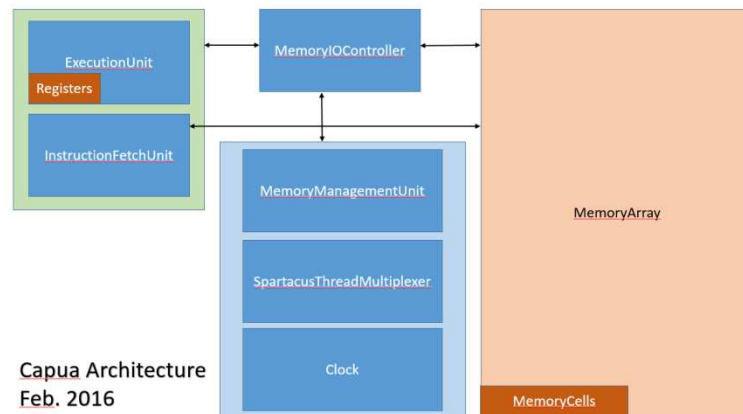 ExecutionUnit
Registers
InstructionFetchUnit
MemoryIOController
MemoryManagementUnit
SpartacusThreadMultiplexer
Clock
MemoryArray
MemoryCells
Capua Architecture
Feb. 2016